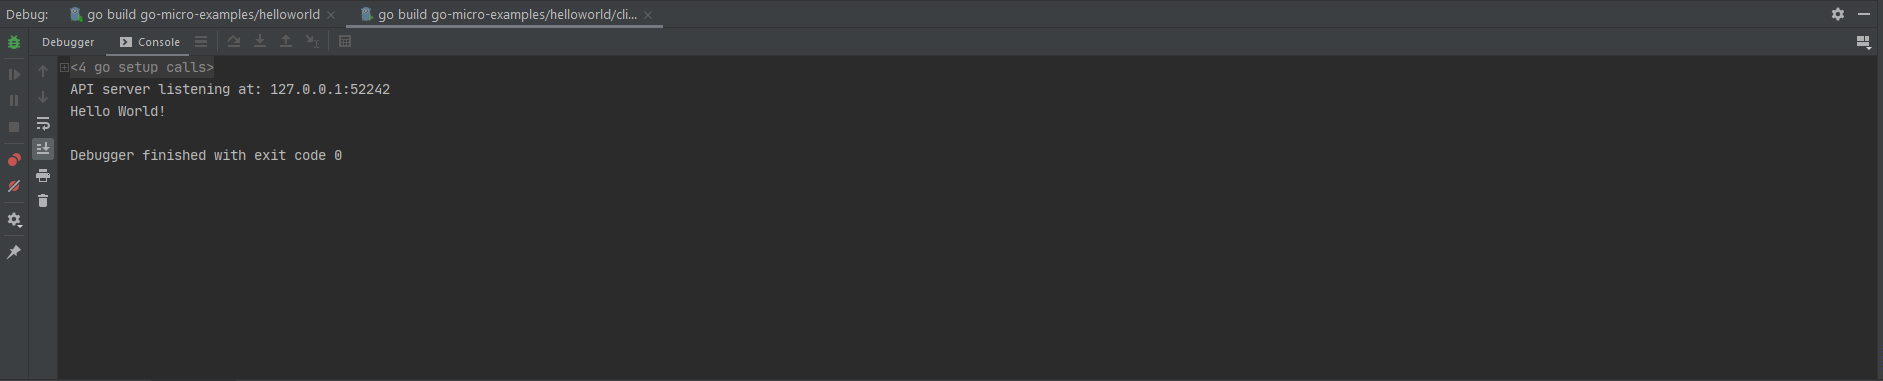 Debug: go build go-micro-examples/helloworld go build go-micro-examples/helloworld/cli...
Debugger Console
<4 go setup calls>
API server listening at: 127.0.0.1:52242
Hello World!
Debugger finished with exit code 0